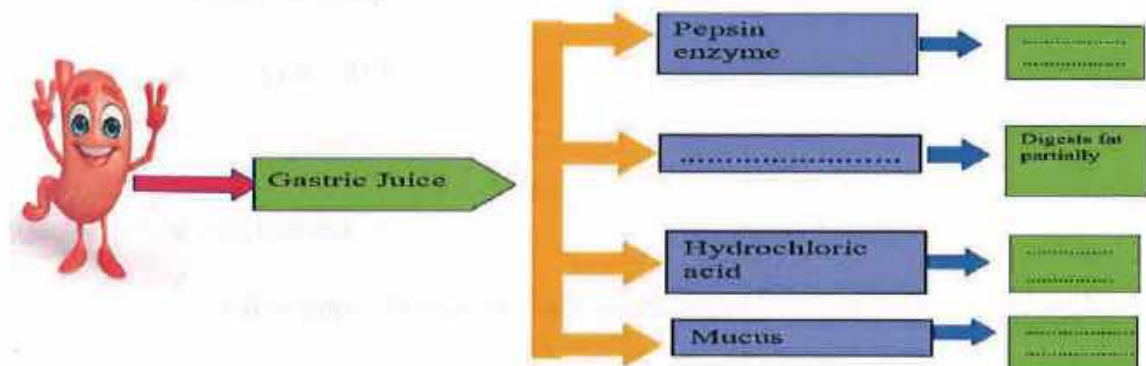 Pepsin
enzyme
..........................
..........................
Gastric Juice
..............................
Digests fat
partially
Hydrochloric
acid
....................
....................
Mucus
..........................
..........................